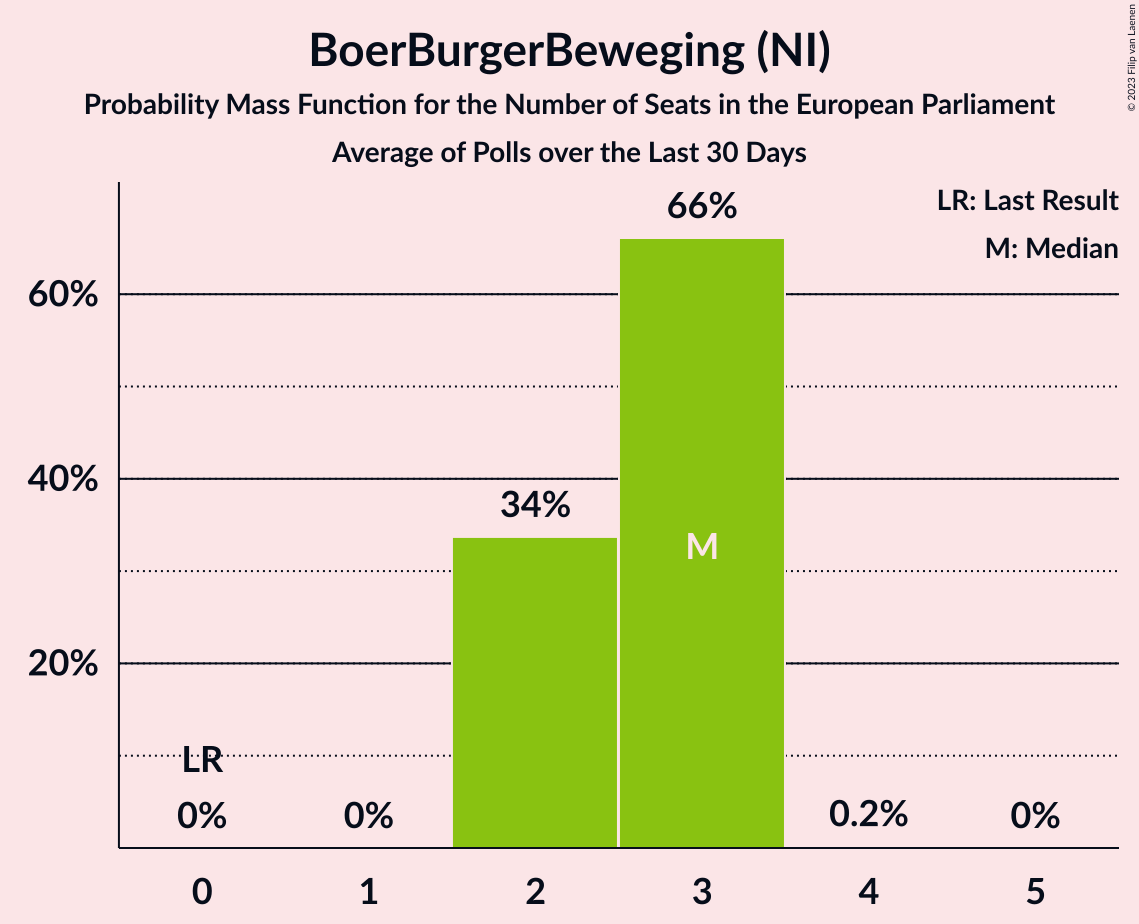 BoerBurgerBeweging (NI)
Probability Mass Function for the Number of Seats in the European Parliament
Average of Polls over the Last 30 Days
© 2023 Filip van Laenen
LR: Last Result
M: Median
66%
60%
40%
34%
M
20%
LR
0%
0%
0.2%
0%
0
1
2
3
4
5